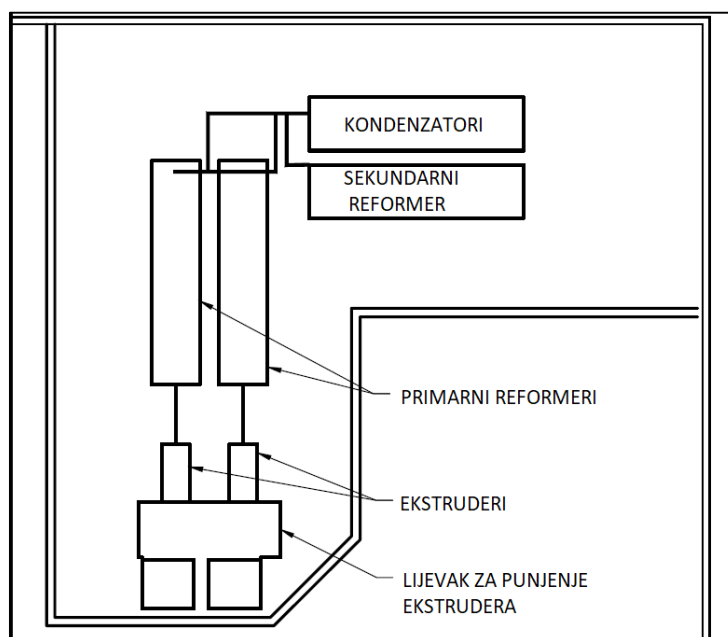 KONDENZATORI
SEKUNDARNI
REFORMER
PRIMARNI REFORMERI
EKSTRUDERI
LIJEVAK ZA PUNJENJE
EKSTRUDERA